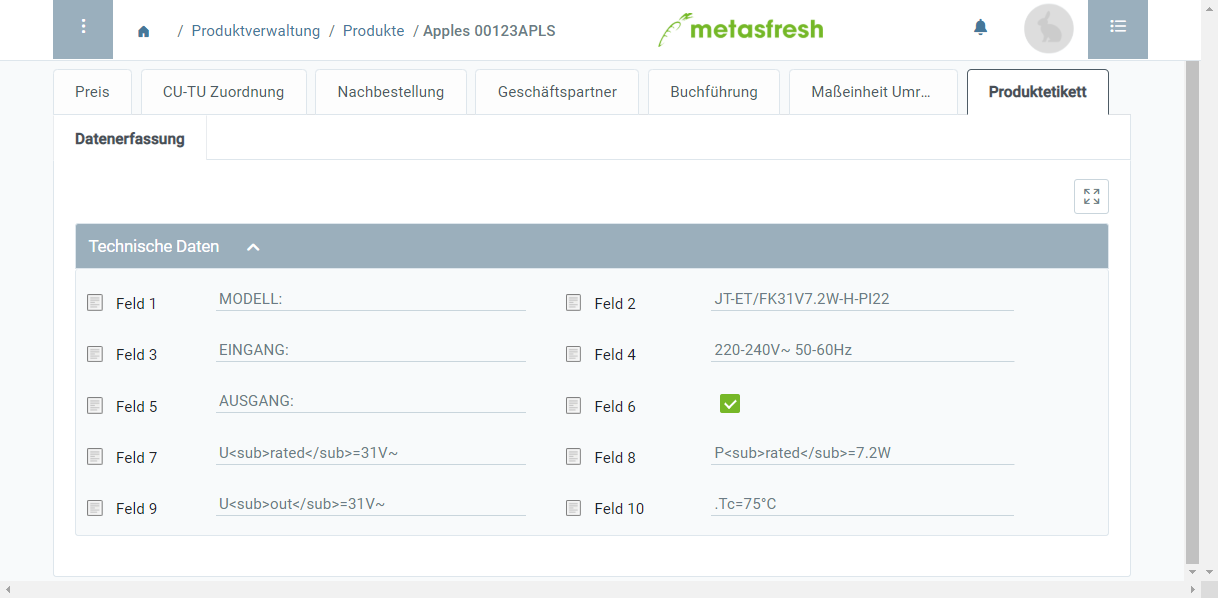 / Produktverwaltung / Produkte / Apples 00123APLS
metasfresh
Preis CU-TU Zuordnung Nachbestellung Geschäftspartner Buchführung Maßeinheit Umr... Produktetikett
Datenerfassung
Technische Daten
Feld 1 MODELL: Feld 2 JT-ET/FK31V7.2W-H-PI22
Feld 3 EINGANG: Feld 4 220-240V~ 50-60Hz
Feld 5 AUSGANG: Feld 6
Feld 7 U<sub>rated</sub>=31V~ Feld 8 P<sub>rated</sub>=7.2W
Feld 9 U<sub>out</sub>=31V~ Feld 10 .Tc=75°C